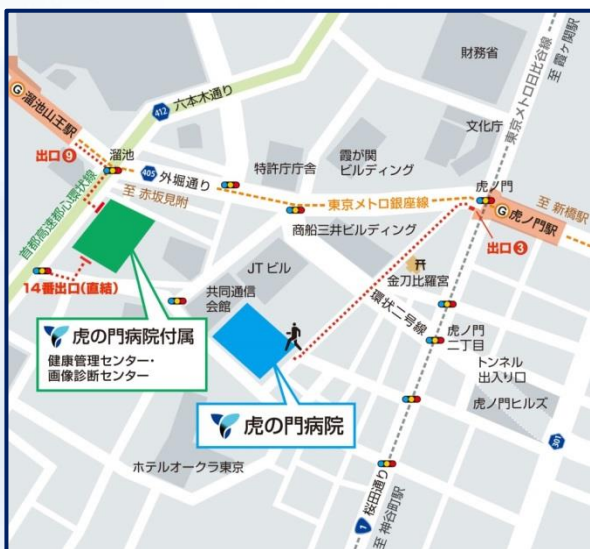 財務省
至 霞ヶ関駅
東京メトロ日比谷線
文化庁
六本木通り
412
G 溜池山王駅
出口9
溜池
405 外堀通り
至 赤坂見附
首都高速都心環状線
特許庁庁舎
霞が関
ビルディング
東京メトロ銀座線
虎ノ門
至 新橋駅
G 虎ノ門駅
出口3
商船三井ビルディング
JTビル
金刀比羅宮
環状二号線
14番出口(直結)
共同通信
会館
虎ノ門
二丁目
トンネル
出入り口
虎ノ門ヒルズ
虎の門病院付属
健康管理センター・
画像診断センター
虎の門病院
301
ホテルオークラ東京
桜田通り
1
至 神谷町駅